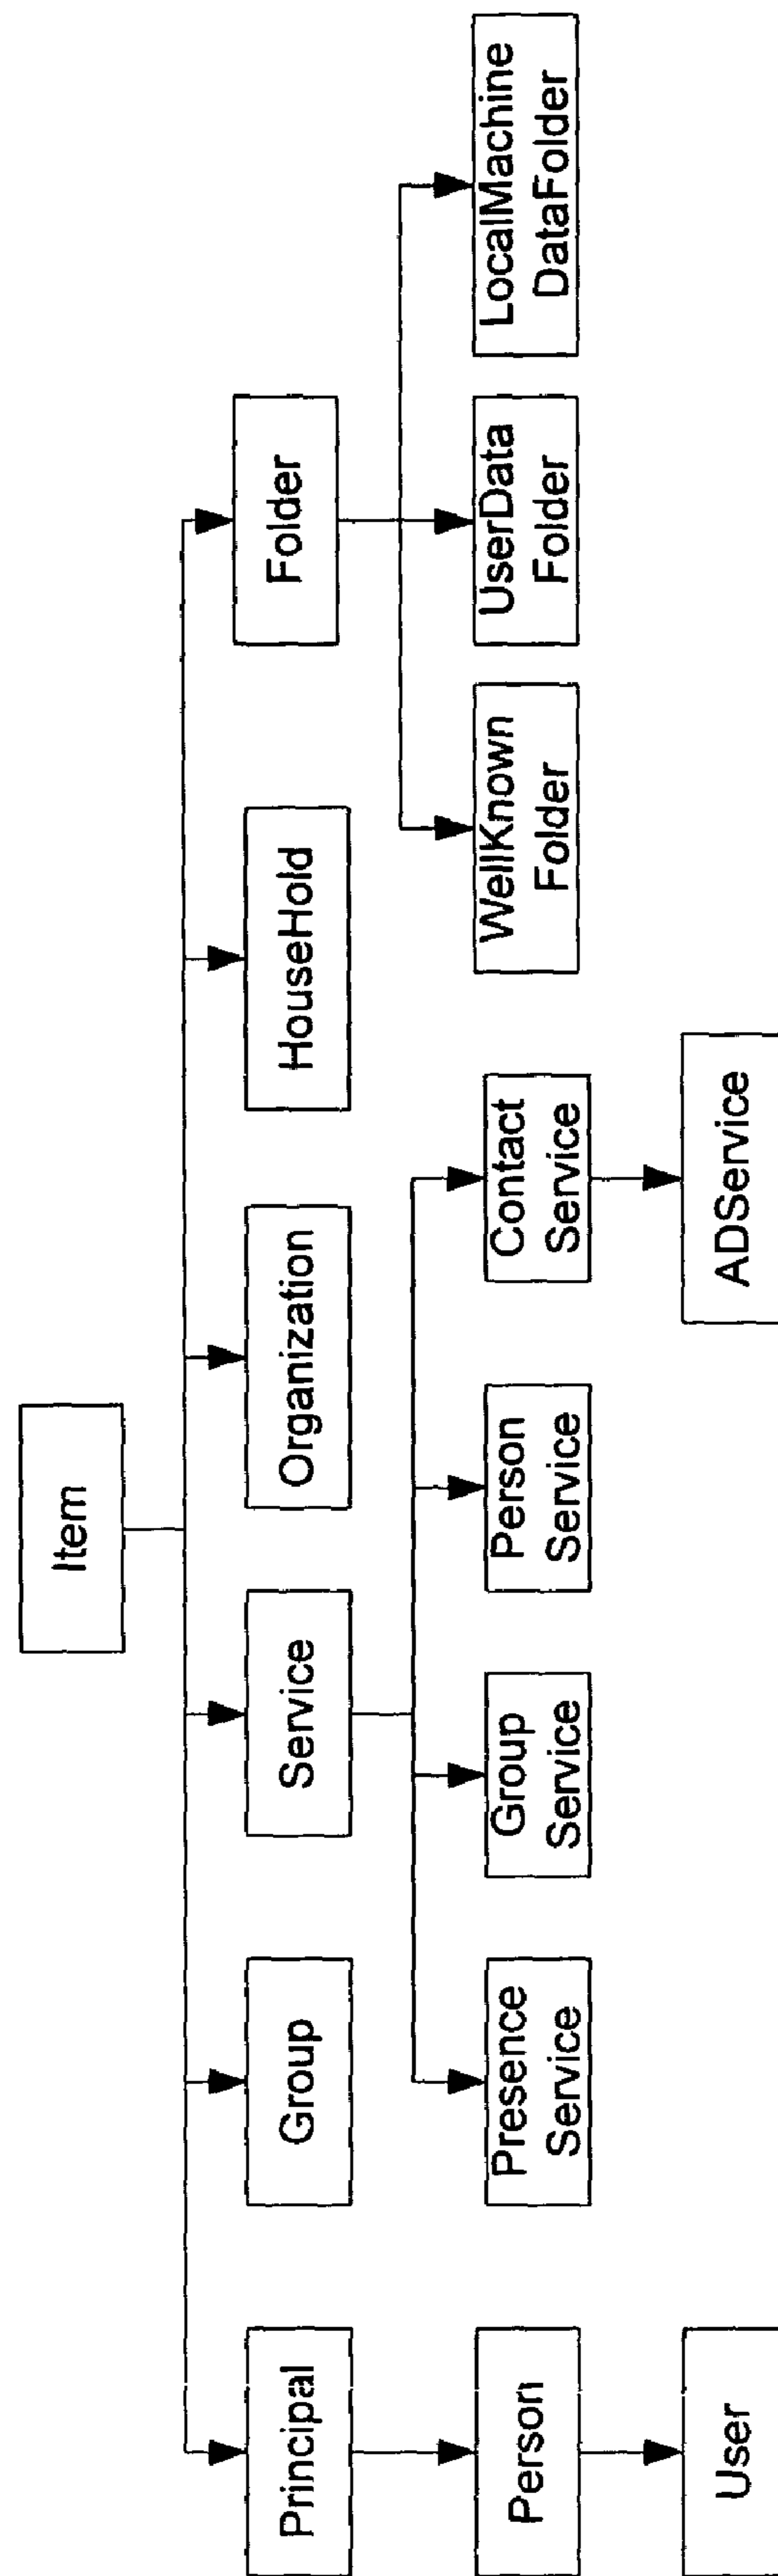 Item
Principal
Group
Service
Organization
HouseHold
Folder
Person
Presence
Service
Group
Service
Person
Service
Contact
Service
WellKnown
Folder
UserData
Folder
LocalMachine
DataFolder
User
ADService